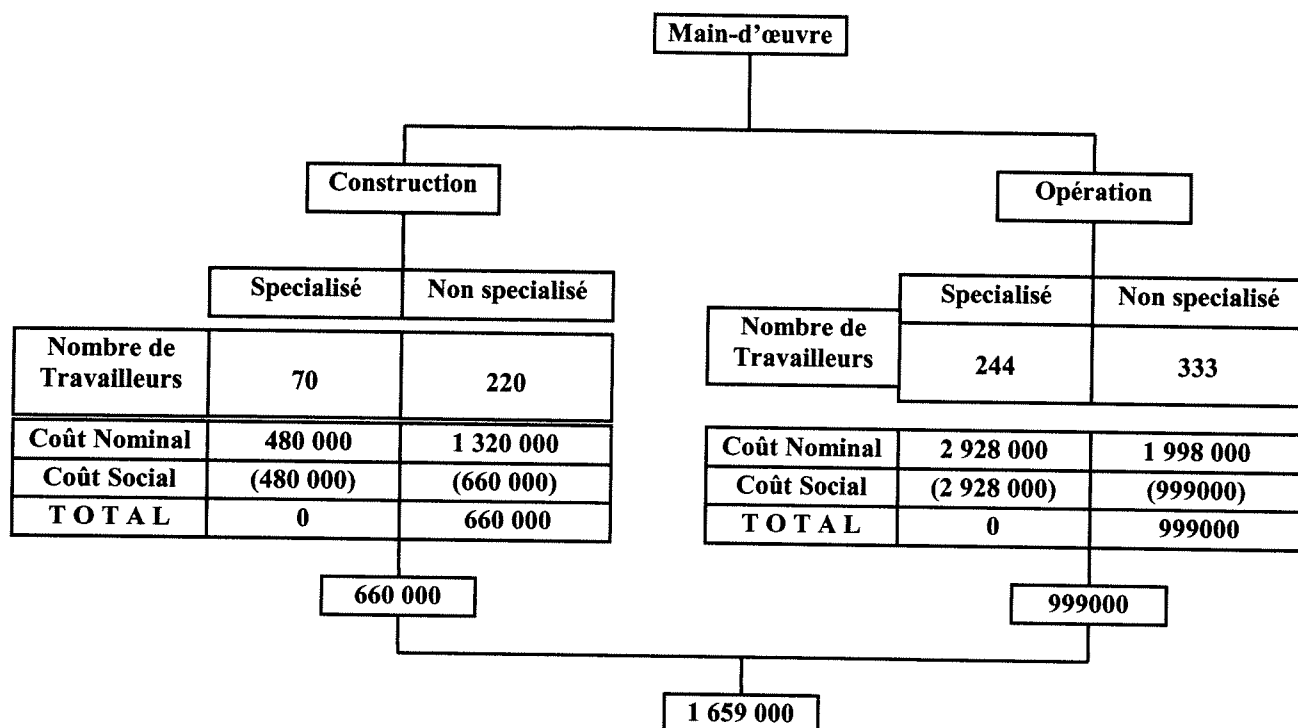 Main-d'œuvre
Construction
Opération
Specialisé Non specialisé
Nombre de
Travailleurs
70 220
Coût Nominal 480 000 1 320 000
Coût Social (480 000) (660 000)
T O T A L 0 660 000
660 000
Specialisé Non specialisé
Nombre de
Travailleurs
244 333
Coût Nominal 2 928 000 1 998 000
Coût Social (2 928 000) (999000)
T O T A L 0 999000
999000
1 659 000